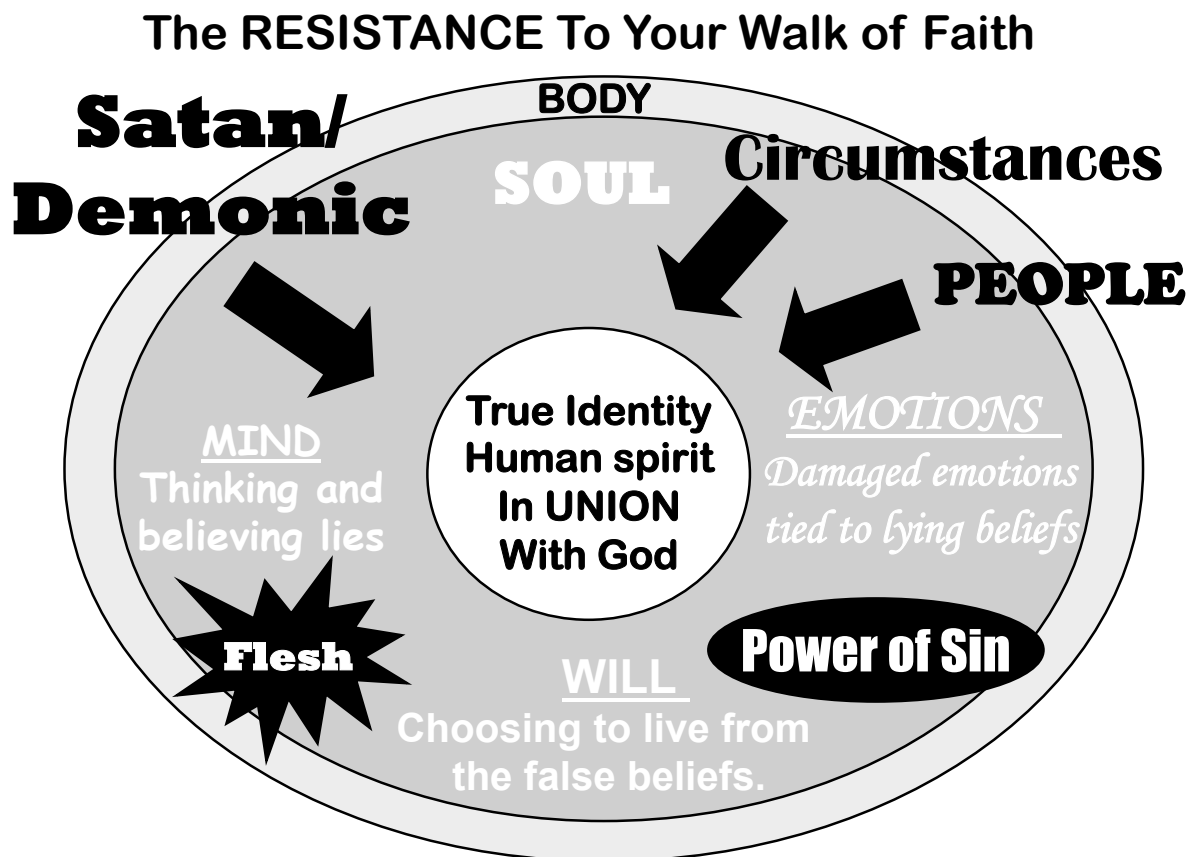 The RESISTANCE To Your Walk of Faith
BODY
Satan/
Demonic
SOUL
Circumstances
PEOPLE
True Identity
Human spirit
In UNION
With God
MIND
Thinking and
believing lies
EMOTIONS
Damaged emotions
tied to lying beliefs
Flesh
Power of Sin
WILL
Choosing to live from
the false beliefs.